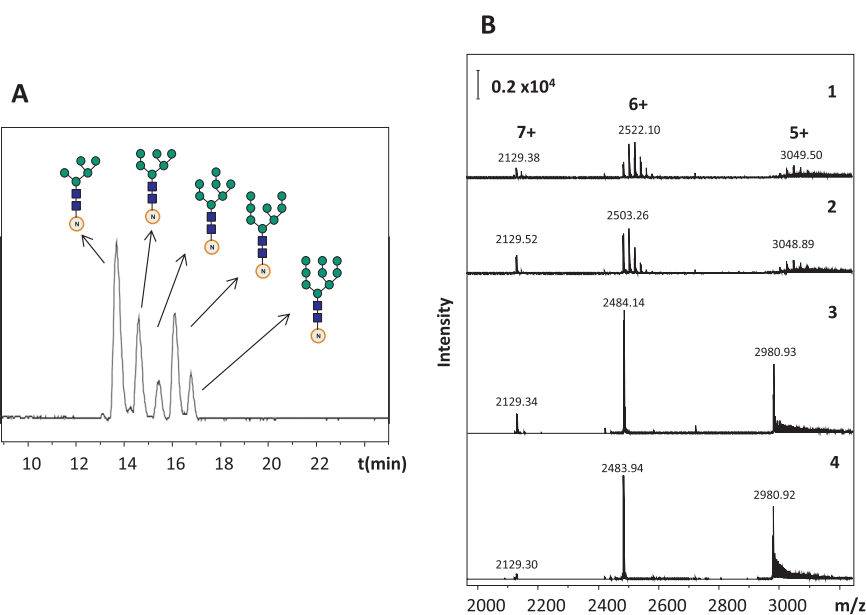 A
N
N
N
N
N
10 12 14 16 18 20 22 t(min)
B
0.2 x10⁴
1
7+
6+
5+
2129.38
2522.10
3049.50
2
2129.52
2503.26
3048.89
3
2129.34
2484.14
2980.93
4
2129.30
2483.94
2980.92
Intensity
2000 2200 2400 2600 2800 3000 m/z